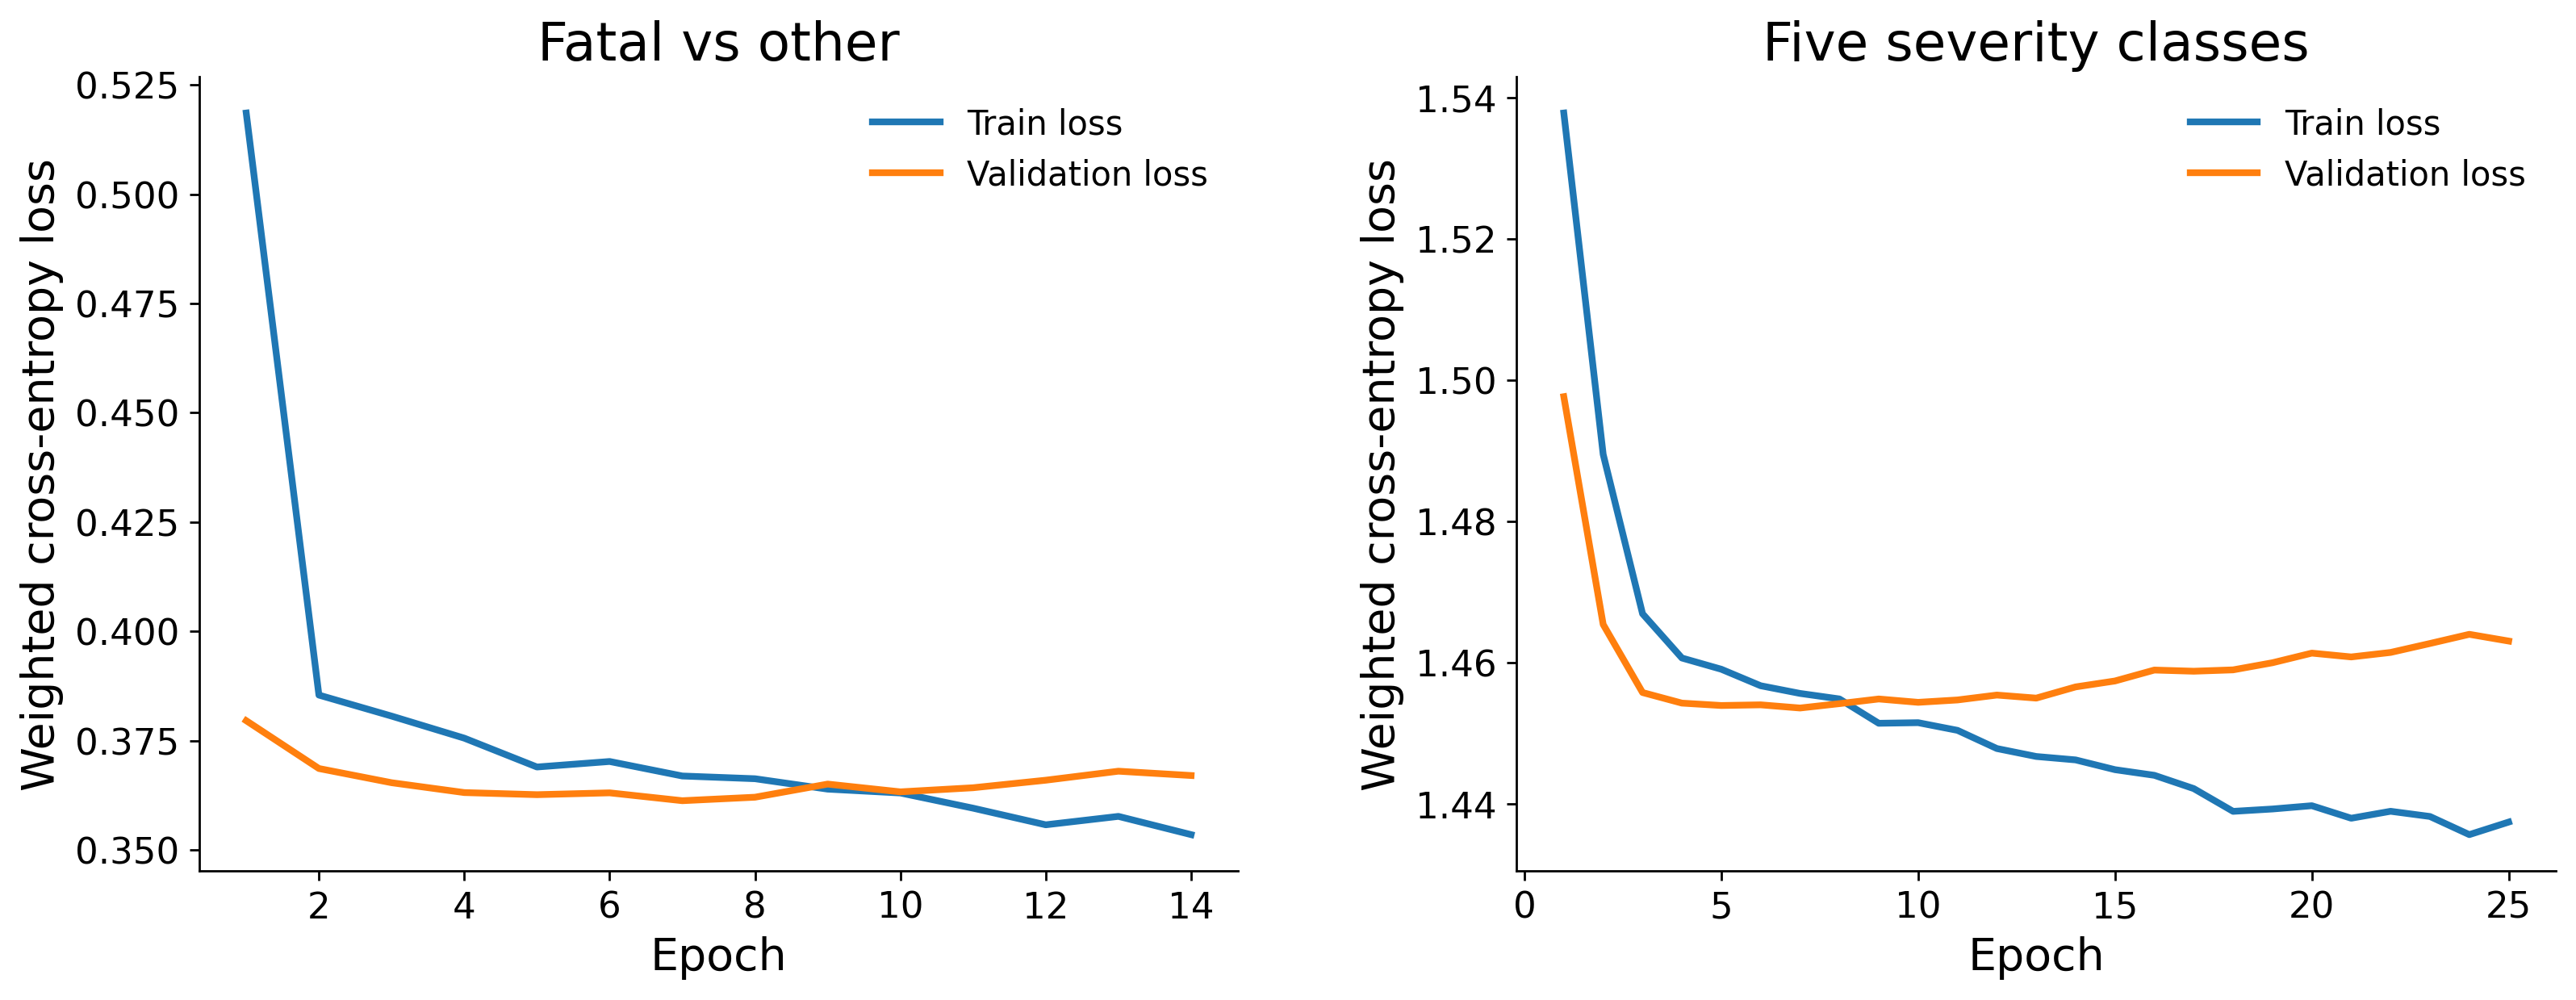 Fatal vs other
Weighted cross-entropy loss
0.525
0.500
0.475
0.450
0.425
0.400
0.375
0.350
Train loss
Validation loss
2 4 6 8 10 12 14
Epoch
Five severity classes
Weighted cross-entropy loss
1.54
1.52
1.50
1.48
1.46
1.44
Train loss
Validation loss
0 5 10 15 20 25
Epoch